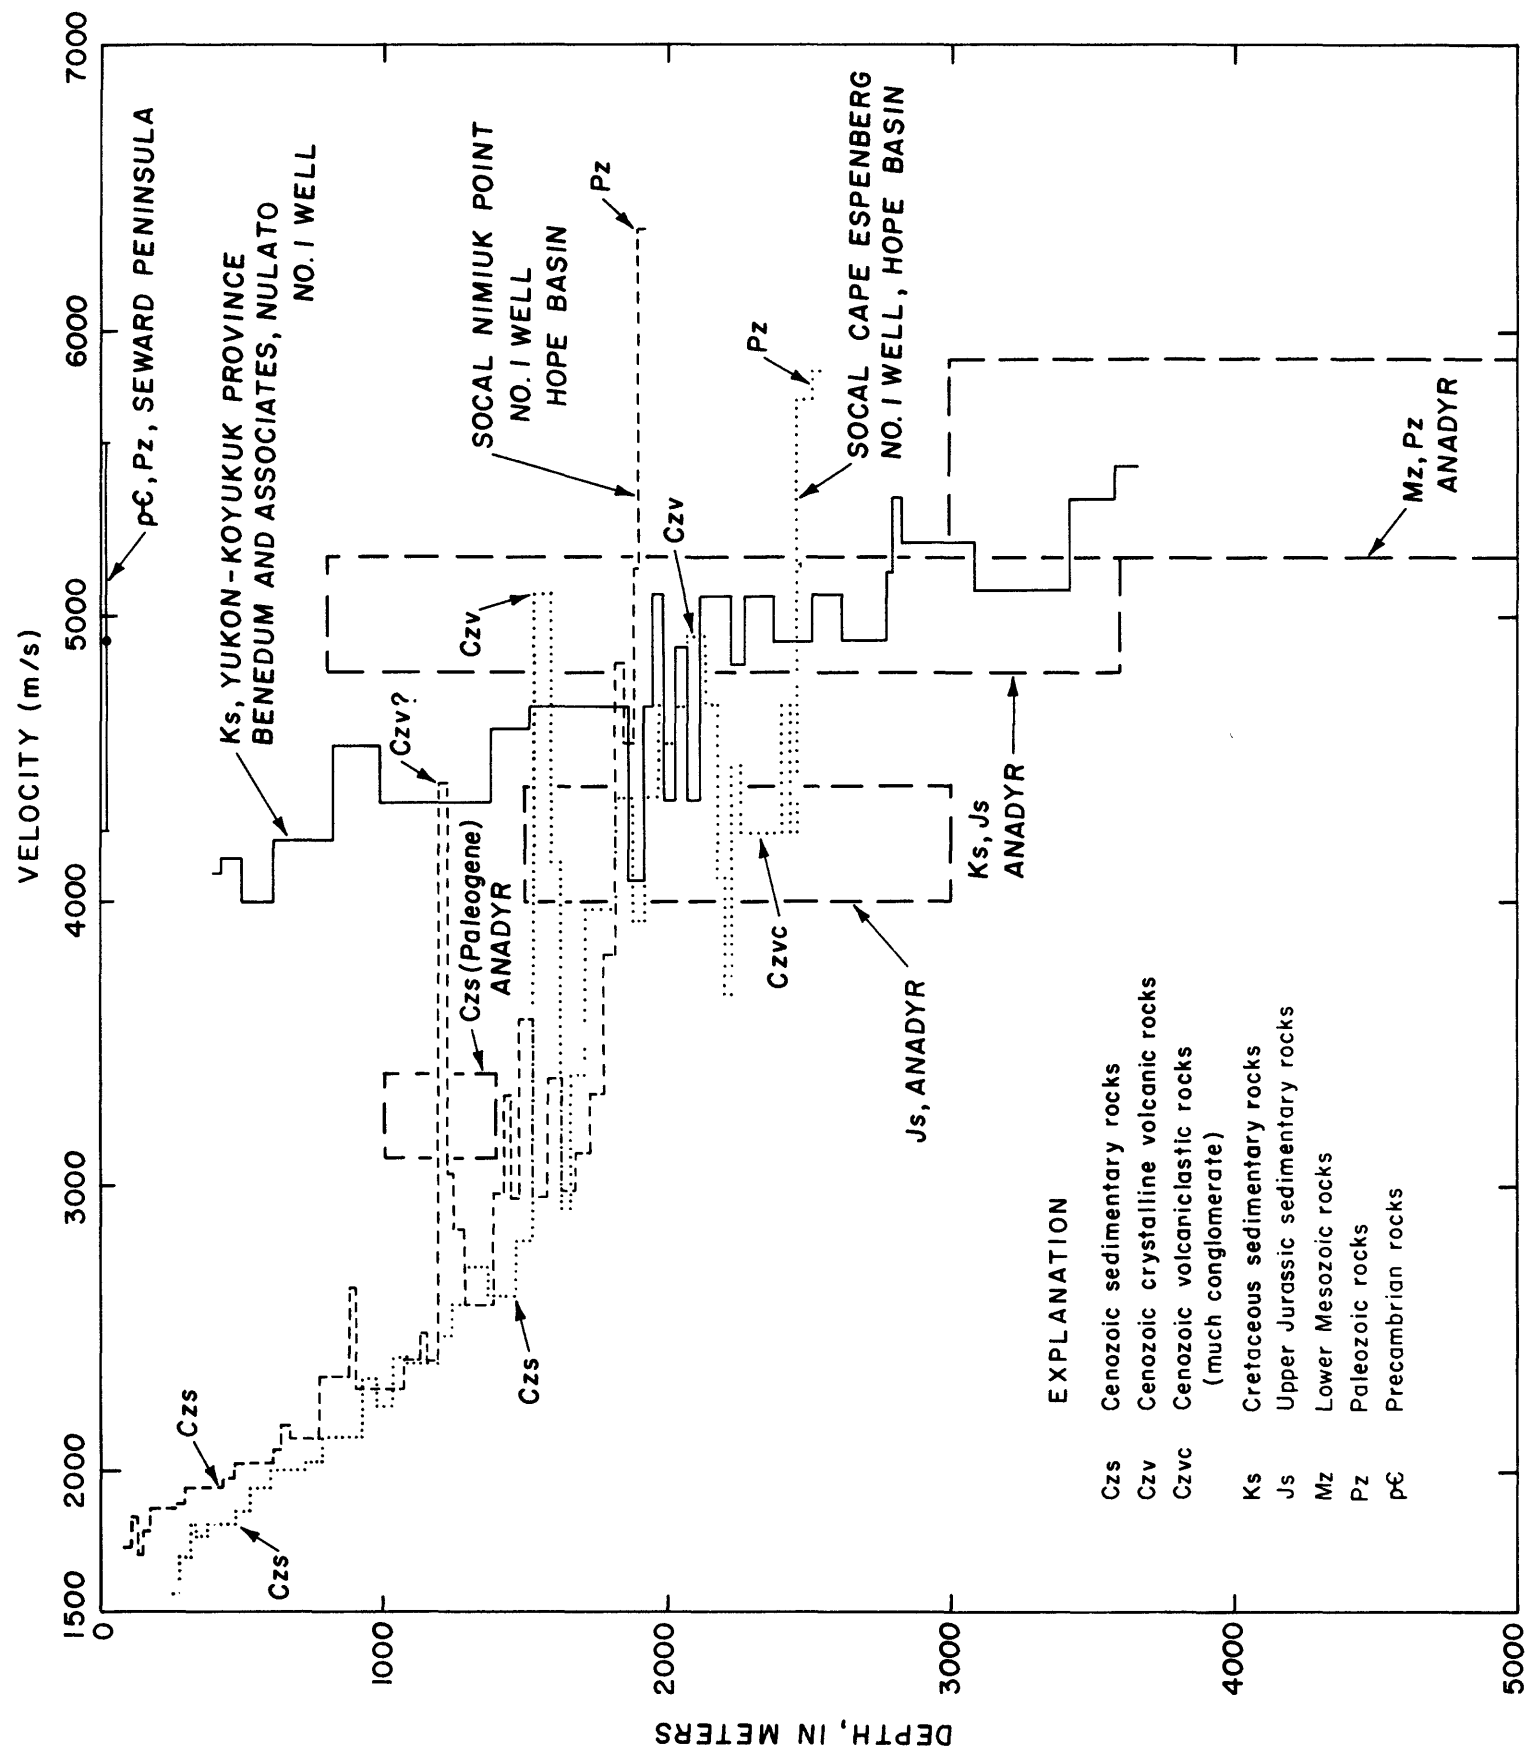 VELOCITY (m/s)
1500
2000
3000
4000
5000
6000
7000
DEPTH, IN METERS
0
1000
2000
3000
4000
5000
p-Є, Pz, SEWARD PENINSULA
Ks, YUKON-KOYUKUK PROVINCE
BENEDUM AND ASSOCIATES, NULATO
NO. I WELL
SOCAL NIMIUK POINT
NO. I WELL
HOPE BASIN
Pz
Pz
SOCAL CAPE ESPENBERG
NO. I WELL, HOPE BASIN
Mz, Pz
ANADYR
Czv
Czv
Czv?
Czs (Paleogene)
ANADYR
Ks, Js
ANADYR
Czvc
Js, ANADYR
Czs
Czs
Czs
EXPLANATION
Czs Cenozoic sedimentary rocks
Czv Cenozoic crystalline volcanic rocks
Czvc Cenozoic volcaniclastic rocks
(much conglomerate)
Ks Cretaceous sedimentary rocks
Js Upper Jurassic sedimentary rocks
Mz Lower Mesozoic rocks
Pz Paleozoic rocks
pЄ Precambrian rocks